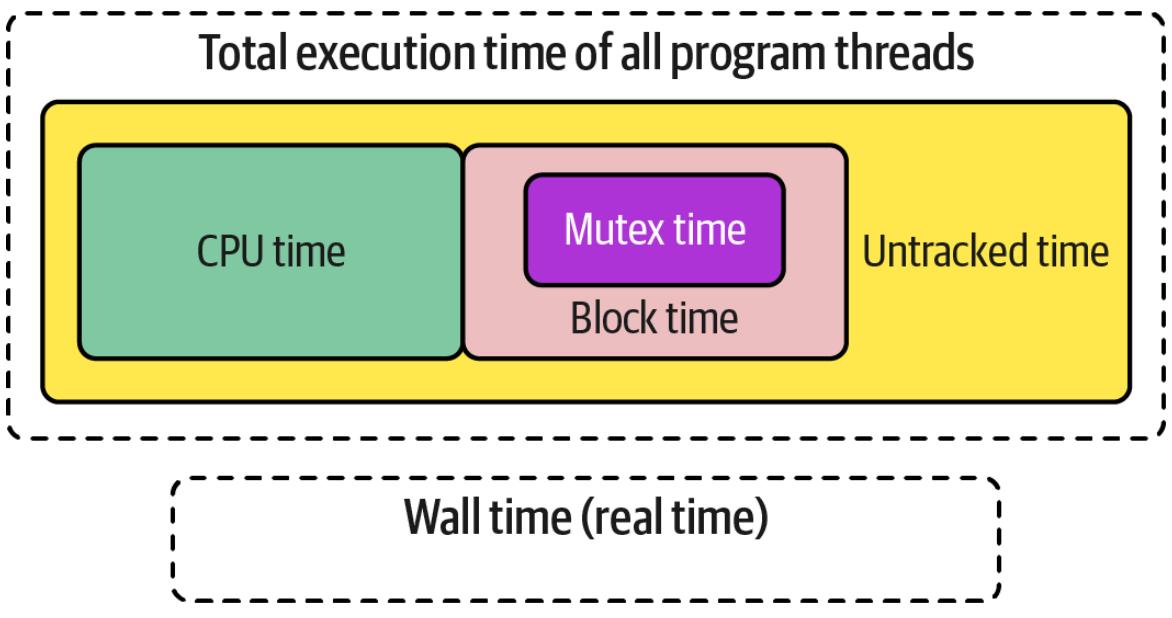 Total execution time of all program threads
CPU time
Mutex time
Block time
Untracked time
Wall time (real time)